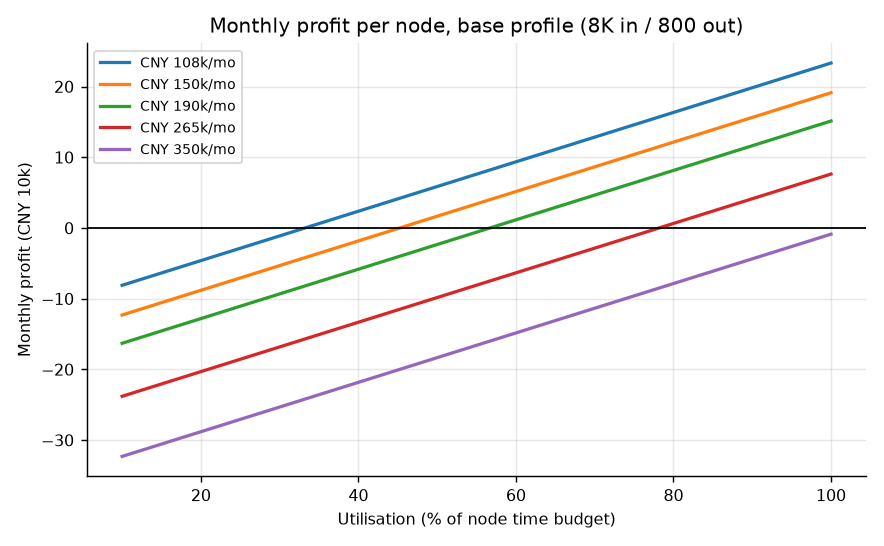 Monthly profit per node, base profile (8K in / 800 out)
CNY 108k/mo
CNY 150k/mo
CNY 190k/mo
CNY 265k/mo
CNY 350k/mo
Monthly profit (CNY 10k)
20
10
0
−10
−20
−30
20 40 60 80 100
Utilisation (% of node time budget)